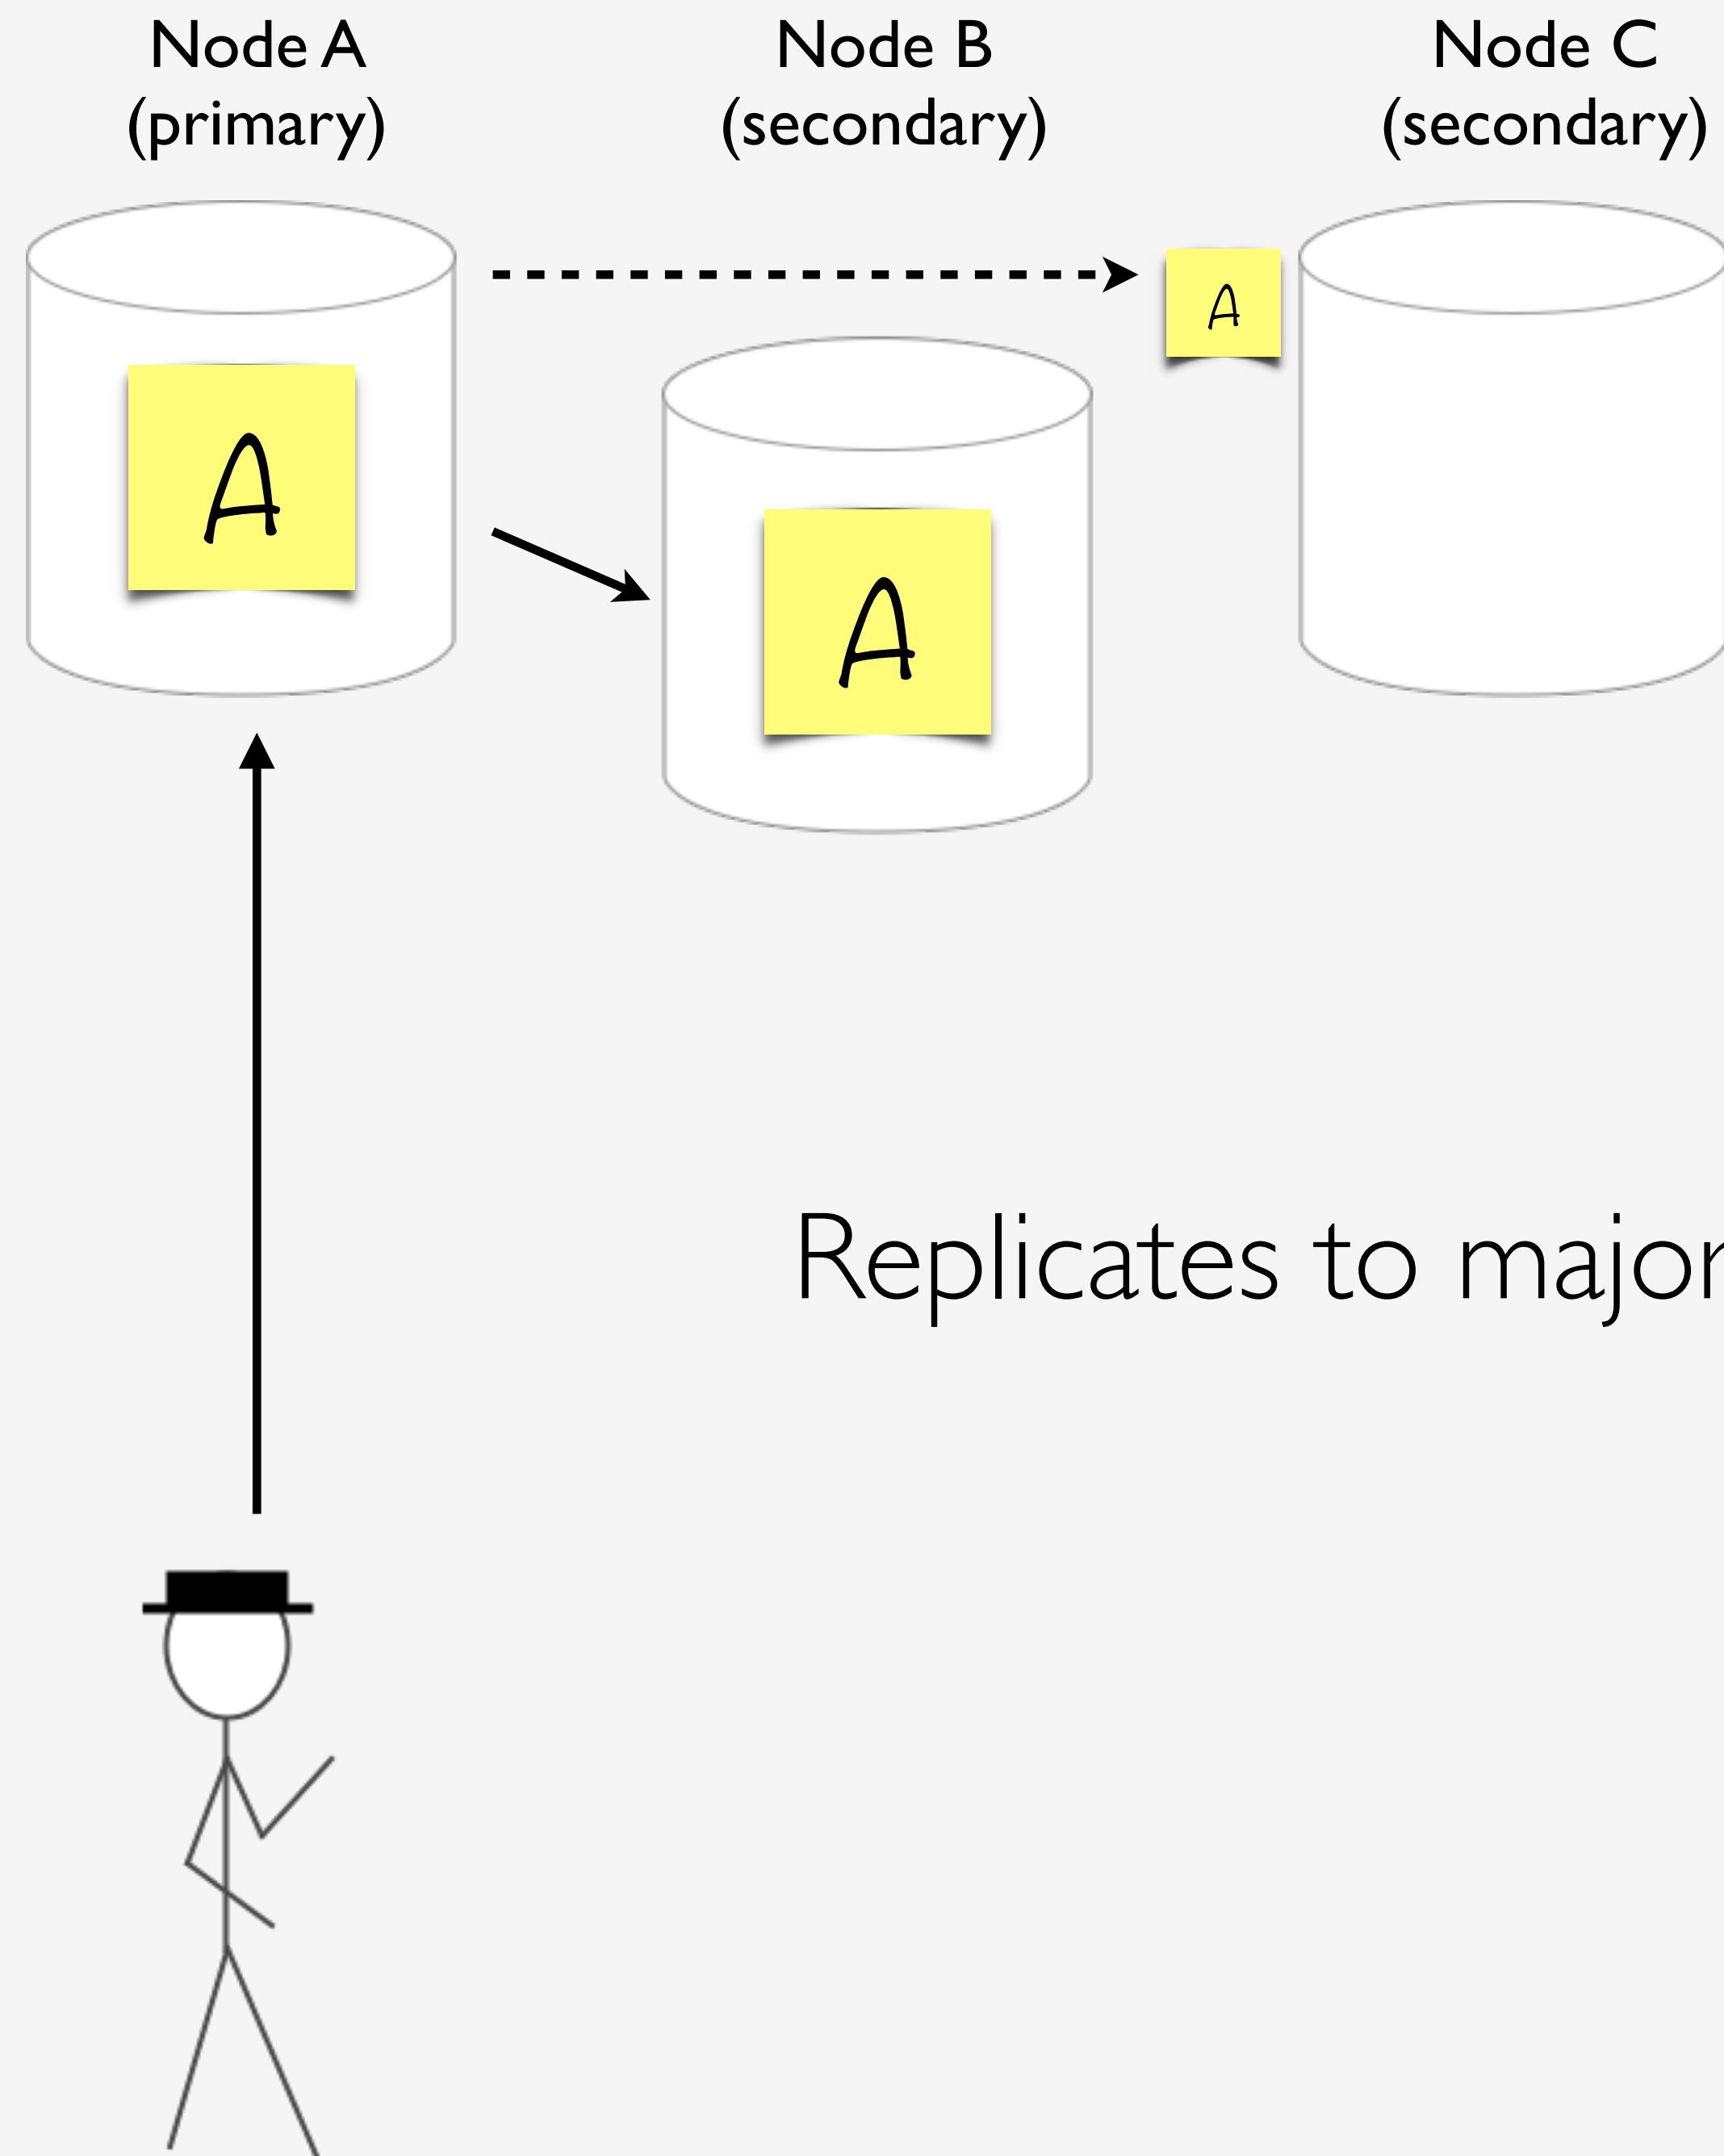 Node A
(primary)
Node B
(secondary)
Node C
(secondary)
A
A
A
Replicates to